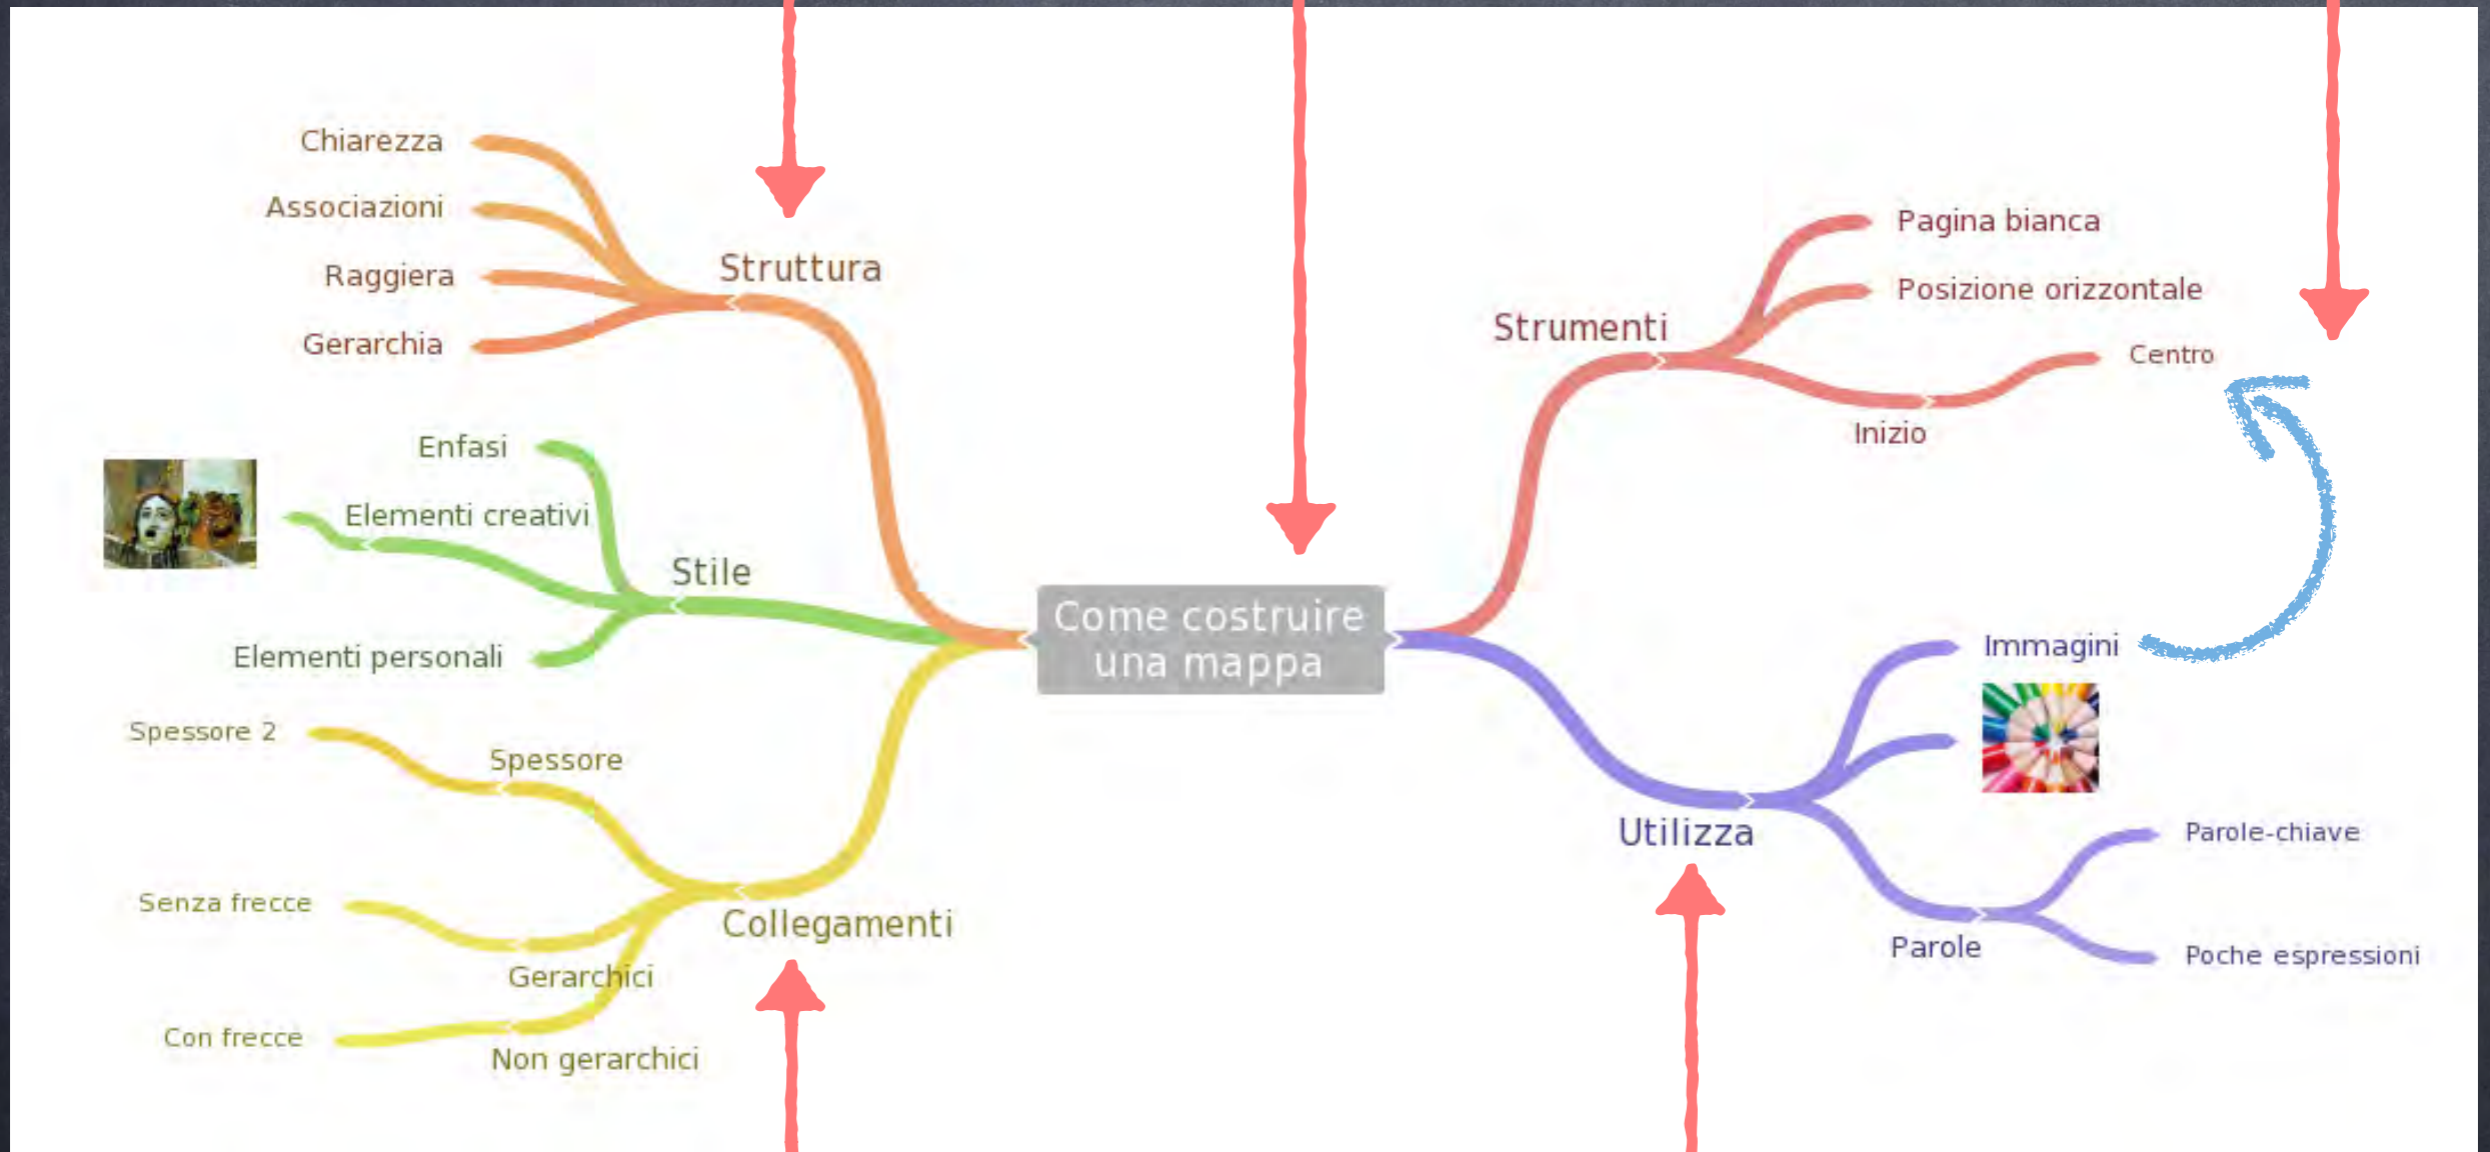 Come costruire
una mappa
Struttura
Chiarezza
Associazioni
Raggiera
Gerarchia
Stile
Enfasi
Elementi creativi
Elementi personali
Collegamenti
Spessore
Spessore 2
Gerarchici
Senza frecce
Non gerarchici
Con frecce
Strumenti
Pagina bianca
Posizione orizzontale
Inizio
Centro
Utilizza
Immagini
Parole
Parole-chiave
Poche espressioni